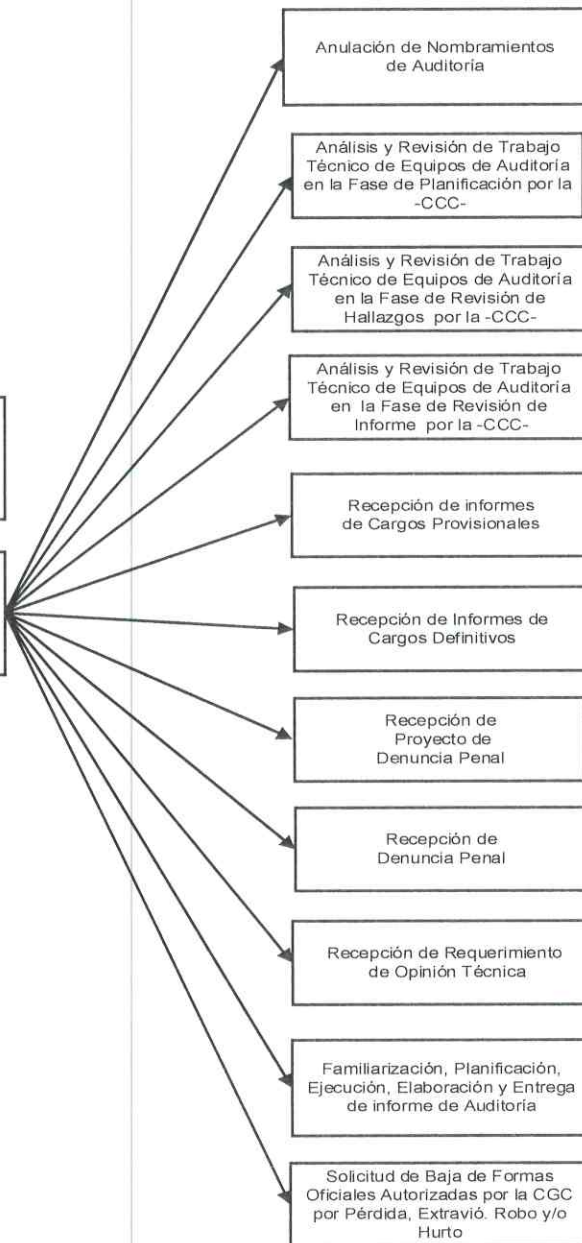 Anulación de Nombramientos
de Auditoría
Análisis y Revisión de Trabajo
Técnico de Equipos de Auditoría
en la Fase de Planificación por la
-CCC-
Análisis y Revisión de Trabajo
Técnico de Equipos de Auditoría
en la Fase de Revisión de
Hallazgos por la -CCC-
Análisis y Revisión de Trabajo
Técnico de Equipos de Auditoría
en la Fase de Revisión de
Informe por la -CCC-
Recepción de informes
de Cargos Provisionales
Recepción de Informes de
Cargos Definitivos
Recepción de
Proyecto de
Denuncia Penal
Recepción de
Denuncia Penal
Recepción de Requerimiento
de Opinión Técnica
Familiarización, Planificación,
Ejecución, Elaboración y Entrega
de informe de Auditoría
Solicitud de Baja de Formas
Oficiales Autorizadas por la CGC
por Pérdida, Extravió. Robo y/o
Hurto